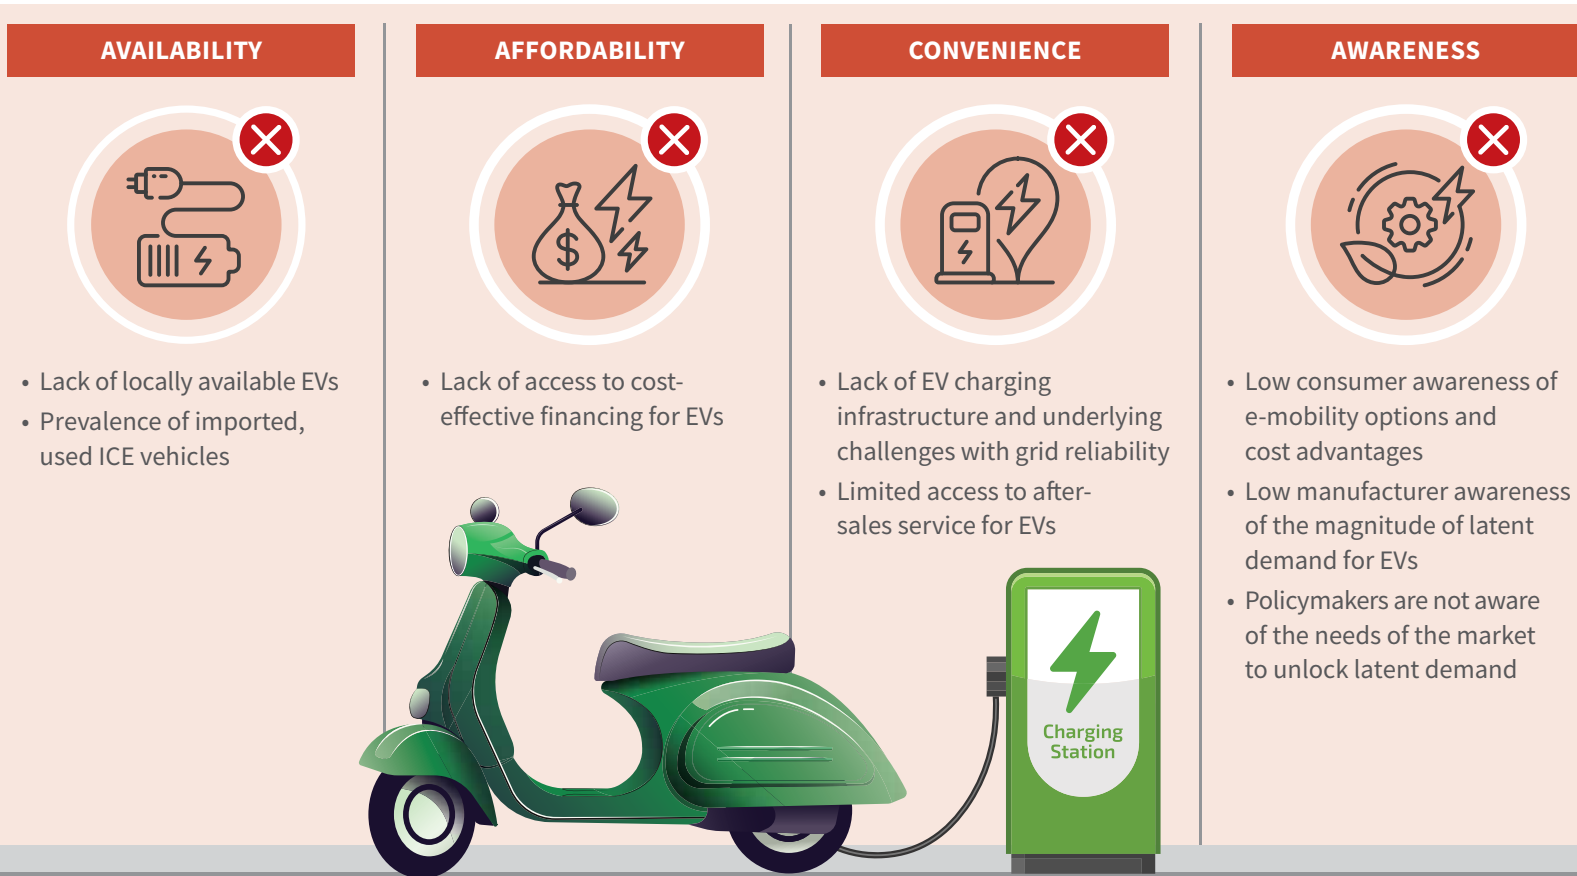 AVAILABILITY
• Lack of locally available EVs
• Prevalence of imported,
used ICE vehicles
AFFORDABILITY
$
• Lack of access to cost-
effective financing for EVs
CONVENIENCE
• Lack of EV charging
infrastructure and underlying
challenges with grid reliability
• Limited access to after-
sales service for EVs
Charging
Station
AWARENESS
• Low consumer awareness of
e-mobility options and
cost advantages
• Low manufacturer awareness
of the magnitude of latent
demand for EVs
• Policymakers are not aware
of the needs of the market
to unlock latent demand